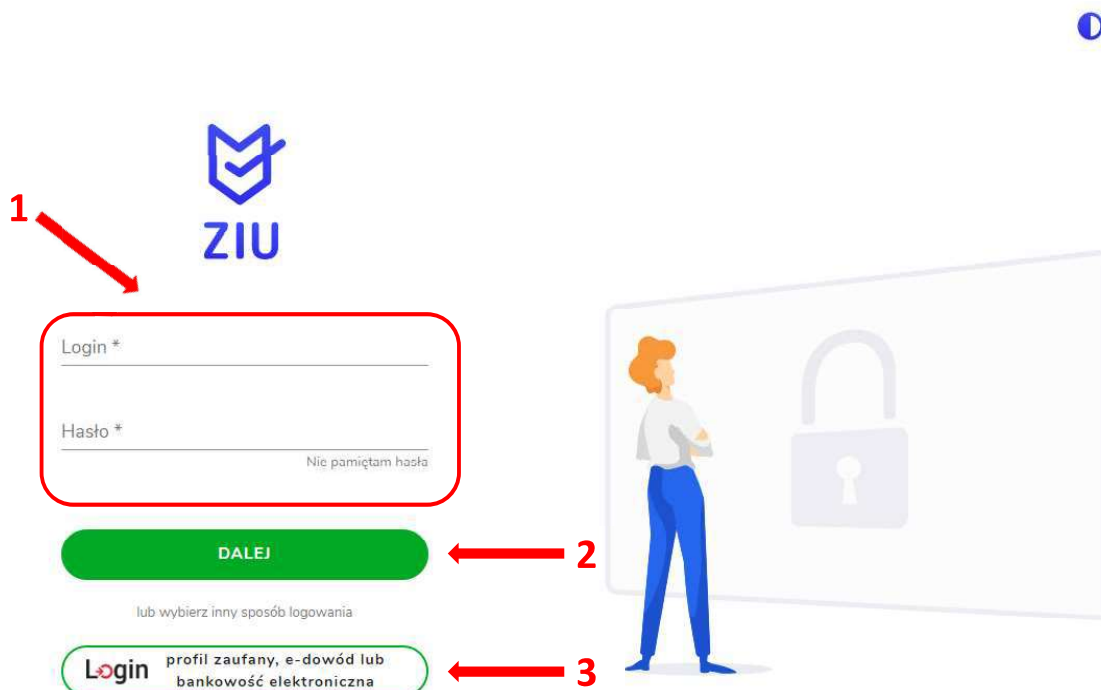 1
ZIU
Login *
Hasło *
Nie pamiętam hasła
DALEJ
2
lub wybierz inny sposób logowania
Login profil zaufany, e-dowód lub
bankowość elektroniczna
3